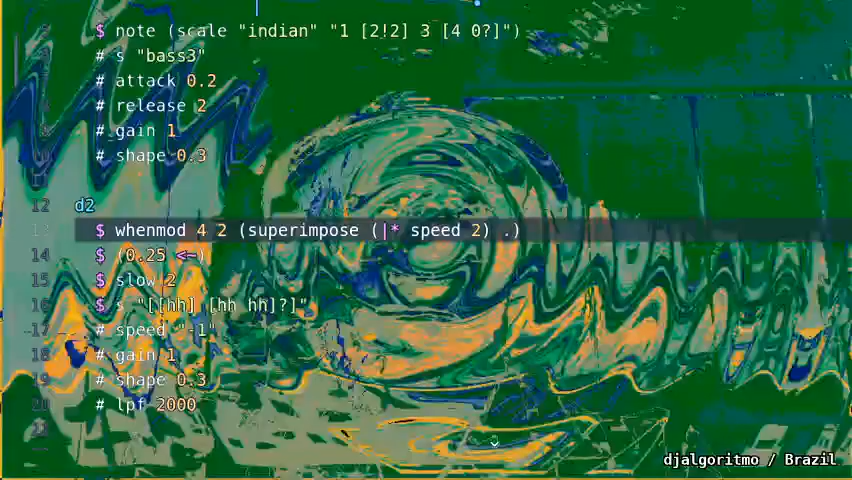 $ note (scale "indian" "1 [2!2] 3 [4 0?]")
# s "bass3"
# attack 0.2
# release 2
# gain 1
# shape 0.3
12 d2
13 $ whenmod 4 2 (superimpose (|* speed 2) .)
14 $ (0.25 <~)
15 $ slow 2
16 $ s "[[hh] [hh hh]?]"
17 # speed "-1"
18 # gain 1
19 # shape 0.3
20 # lpf 2000
djalgoritmo / Brazil